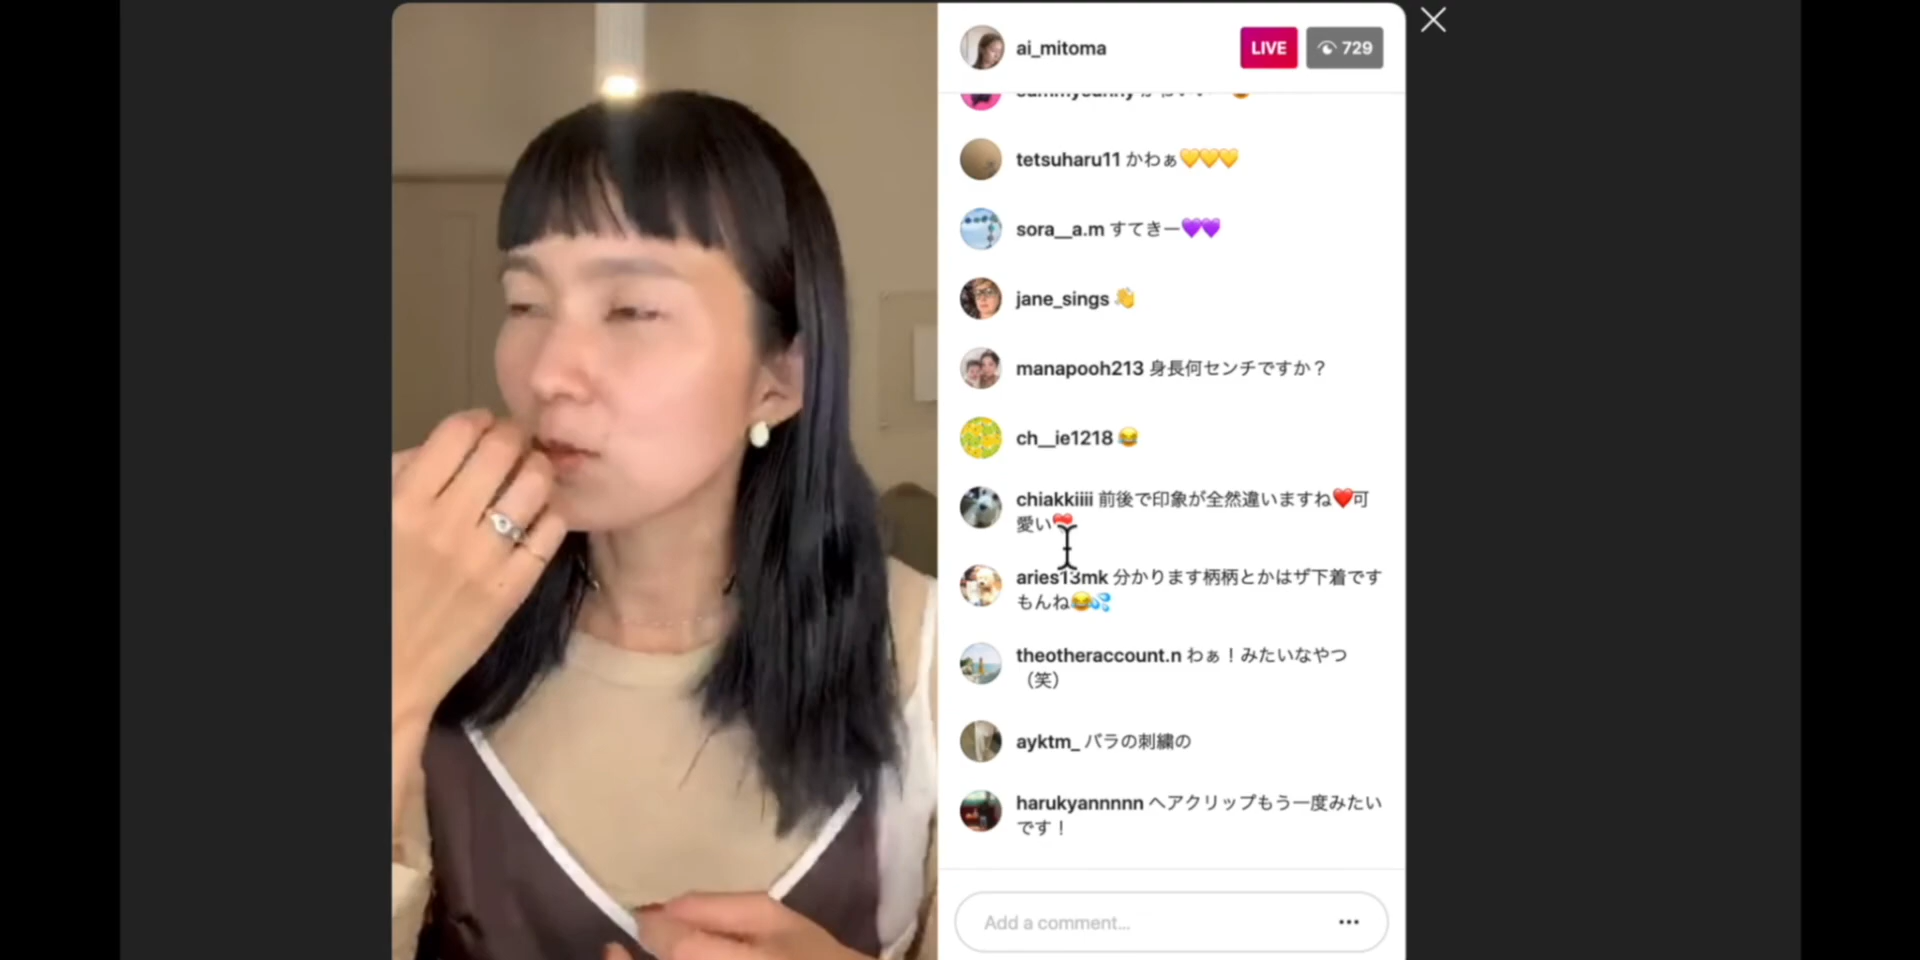 ai_mitoma
LIVE
729
tetsuharu11 かわぁ💛💛💛
sora__a.m すてきー💜💜
jane_sings 👏
manapooh213 身長何センチですか？
ch__ie1218 😂
chiakkiiii 前後で印象が全然違いますね❤️可
愛い❤️
aries13mk 分かります柄柄とかはザ下着です
もんね😂💦
theotheraccount.n わぁ！みたいなやつ
（笑）
ayktm_ バラの刺繍の
harukyannnnn ヘアクリップもう一度みたい
です！
Add a comment...